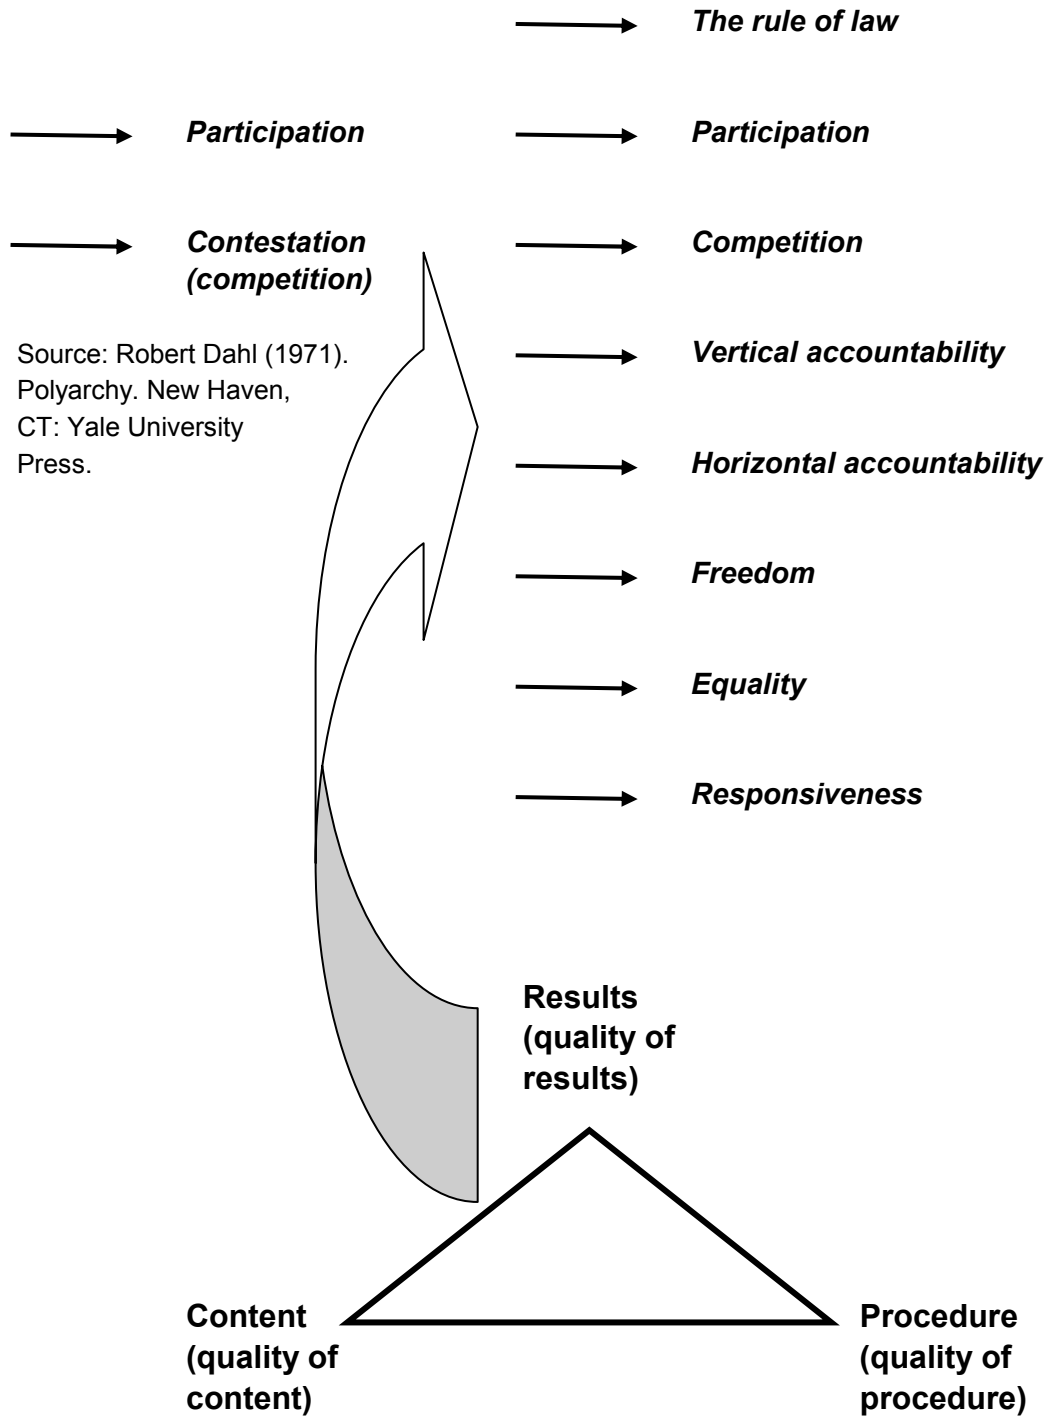 The rule of law
Participation
Participation
Contestation
(competition)
Competition
Source: Robert Dahl (1971).
Polyarchy. New Haven,
CT: Yale University
Press.
Vertical accountability
Horizontal accountability
Freedom
Equality
Responsiveness
Results
(quality of
results)
Content
(quality of
content)
Procedure
(quality of
procedure)